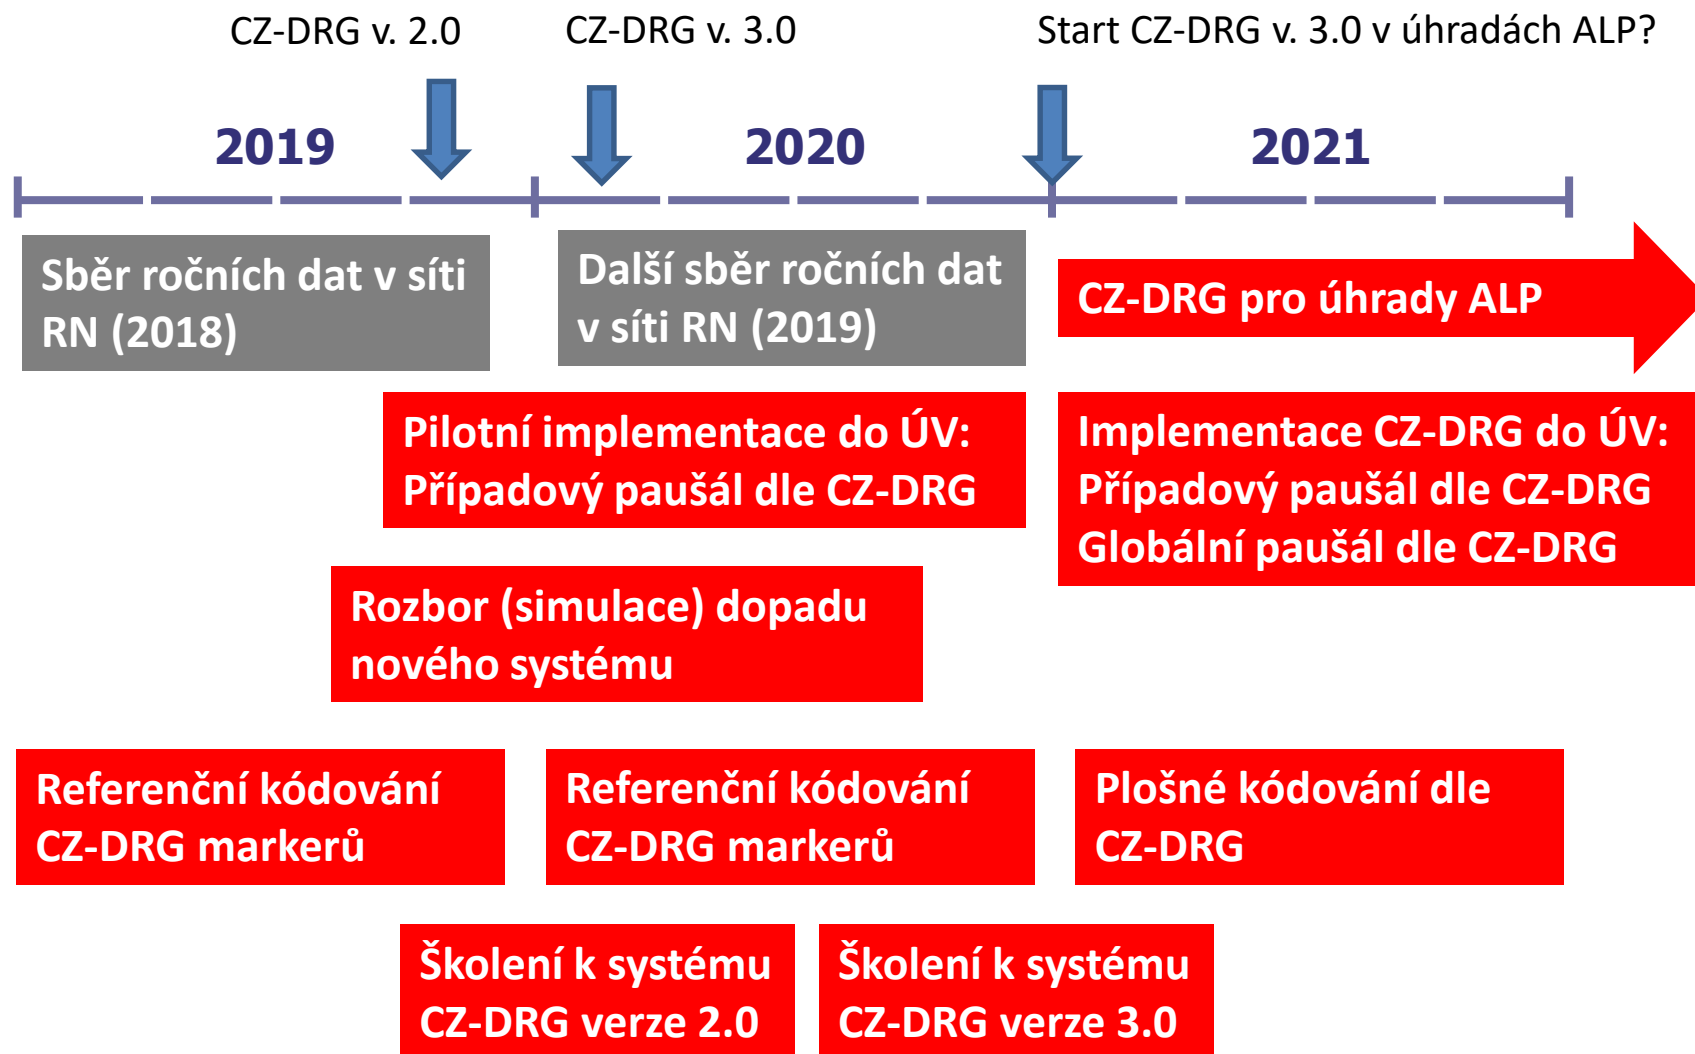 CZ-DRG v. 2.0
CZ-DRG v. 3.0
Start CZ-DRG v. 3.0 v úhradách ALP?
2019
2020
2021
Sběr ročních dat v síti
RN (2018)
Další sběr ročních dat
v síti RN (2019)
CZ-DRG pro úhrady ALP
Pilotní implementace do ÚV:
Případový paušál dle CZ-DRG
Implementace CZ-DRG do ÚV:
Případový paušál dle CZ-DRG
Globální paušál dle CZ-DRG
Rozbor (simulace) dopadu
nového systému
Referenční kódování
CZ-DRG markerů
Referenční kódování
CZ-DRG markerů
Plošné kódování dle
CZ-DRG
Školení k systému
CZ-DRG verze 2.0
Školení k systému
CZ-DRG verze 3.0